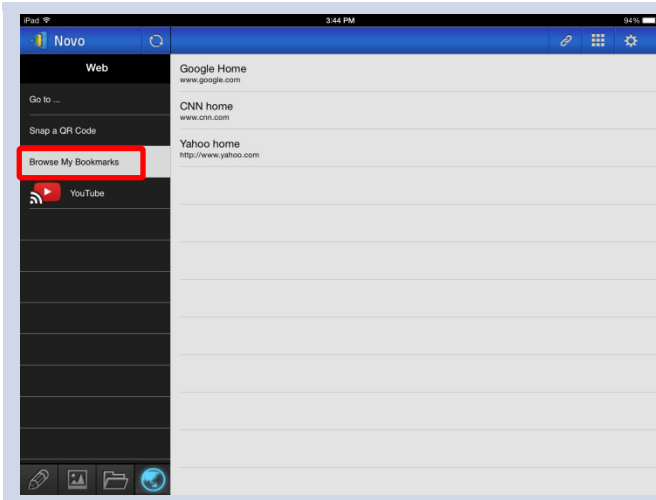 iPad 3:44 PM 94%
Novo
Web
Go to ...
Snap a QR Code
Browse My Bookmarks
YouTube
Google Home
www.google.com
CNN home
www.cnn.com
Yahoo home
http://www.yahoo.com